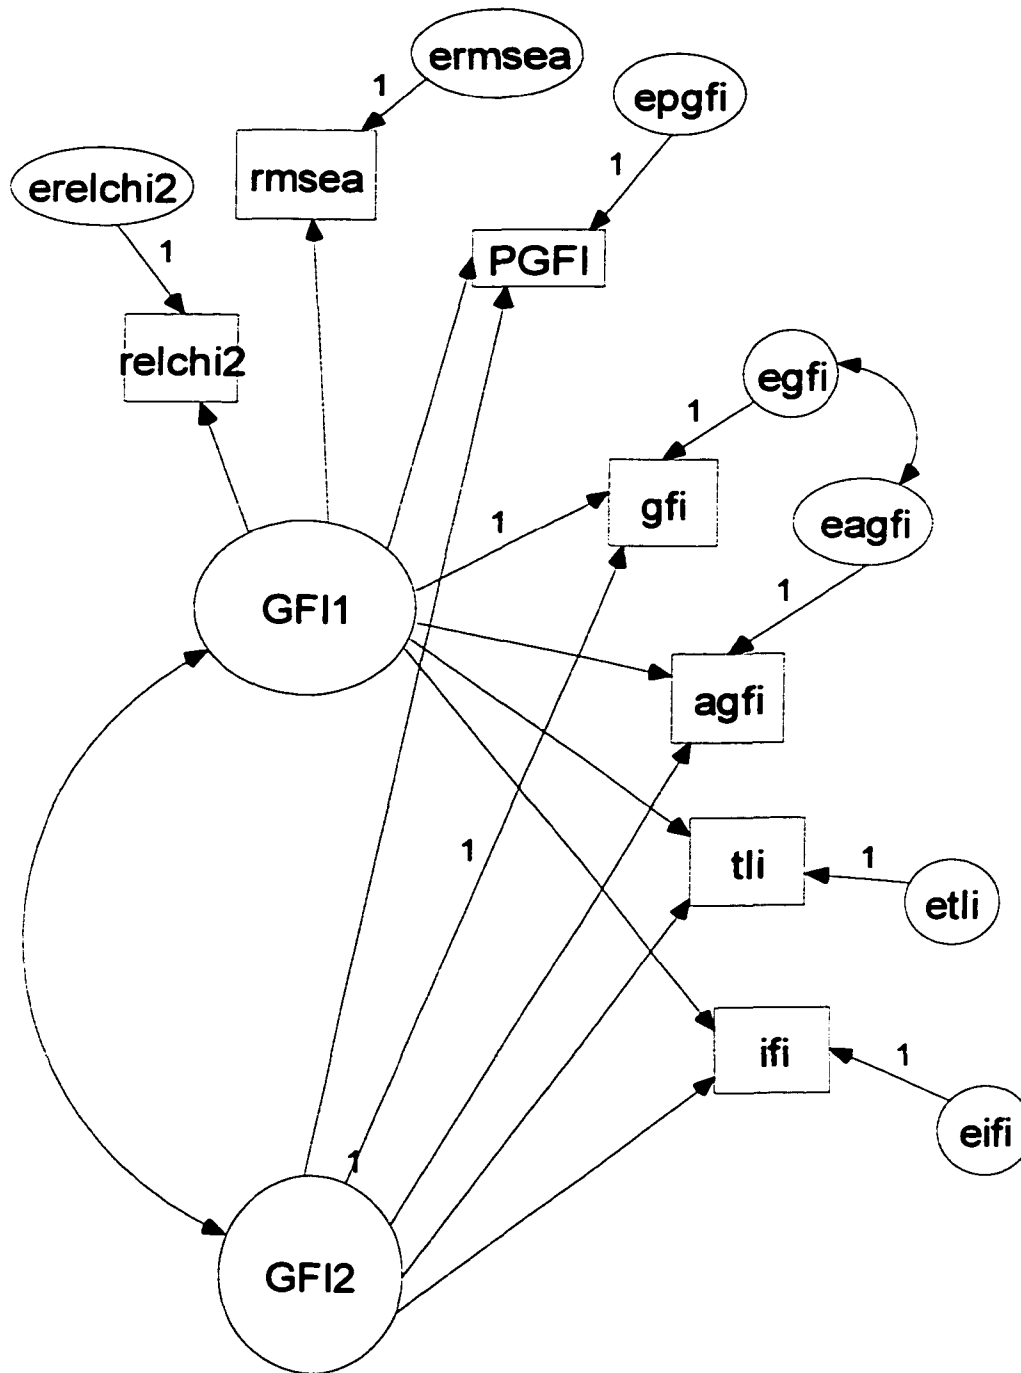 ermsea
1
epgfi
erelchi2
rmsea
1
1
PGFI
relchi2
egfi
1
gfi
1
eagfi
GFI1
1
agfi
tli
1
1
etli
ifi
1
eifi
1
GFI2